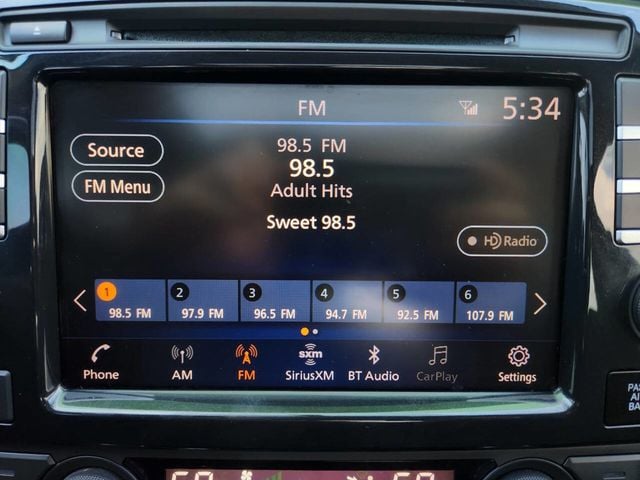 FM
5:34
Source
98.5 FM
98.5
FM Menu
Adult Hits
Sweet 98.5
HD Radio
1 2 3 4 5 6
98.5 FM 97.9 FM 96.5 FM 94.7 FM 92.5 FM 107.9 FM
sxm
Phone AM FM SiriusXM BT Audio CarPlay Settings